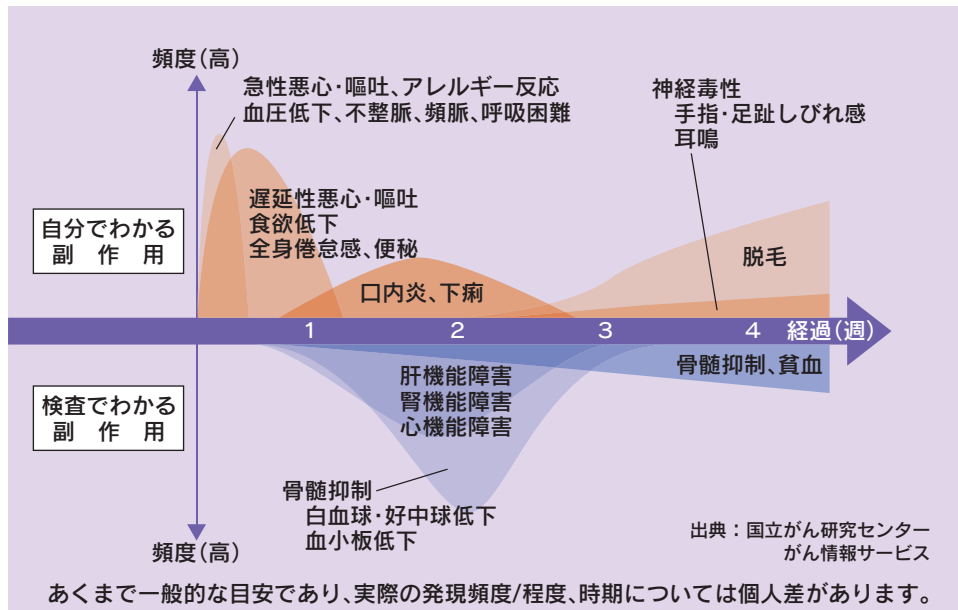 頻度(高)
急性悪心・嘔吐、アレルギー反応
血圧低下、不整脈、頻脈、呼吸困難
神経毒性
手指・足趾しびれ感
耳鳴
自分でわかる
副作用
遅延性悪心・嘔吐
食欲低下
全身倦怠感、便秘
口内炎、下痢
脱毛
1 2 3 4 経過(週)
検査でわかる
副作用
肝機能障害
腎機能障害
心機能障害
骨髄抑制、貧血
骨髄抑制
白血球・好中球低下
血小板低下
頻度(高)
出典:国立がん研究センター
がん情報サービス
あくまで一般的な目安であり、実際の発現頻度/程度、時期については個人差があります。